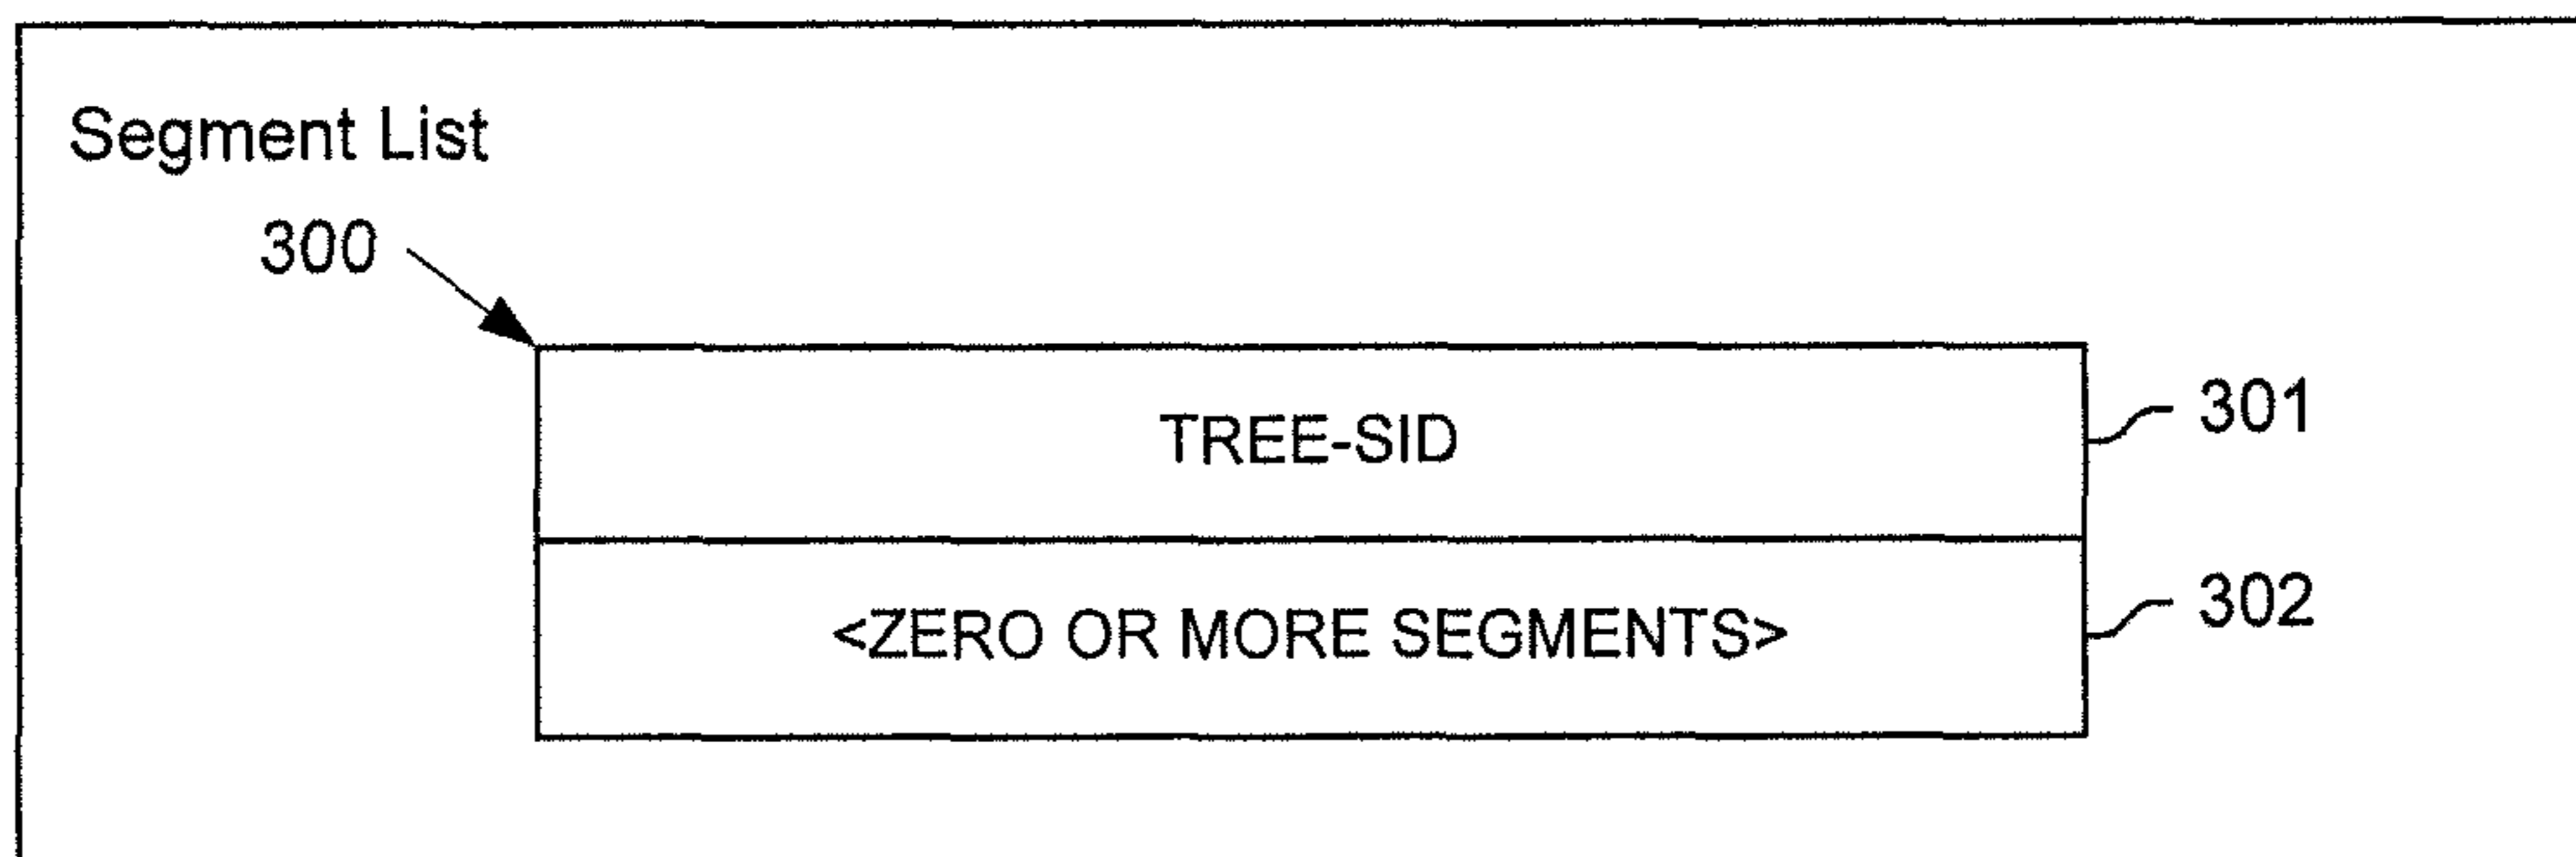 Segment List
300
TREE-SID
301
<ZERO OR MORE SEGMENTS>
302